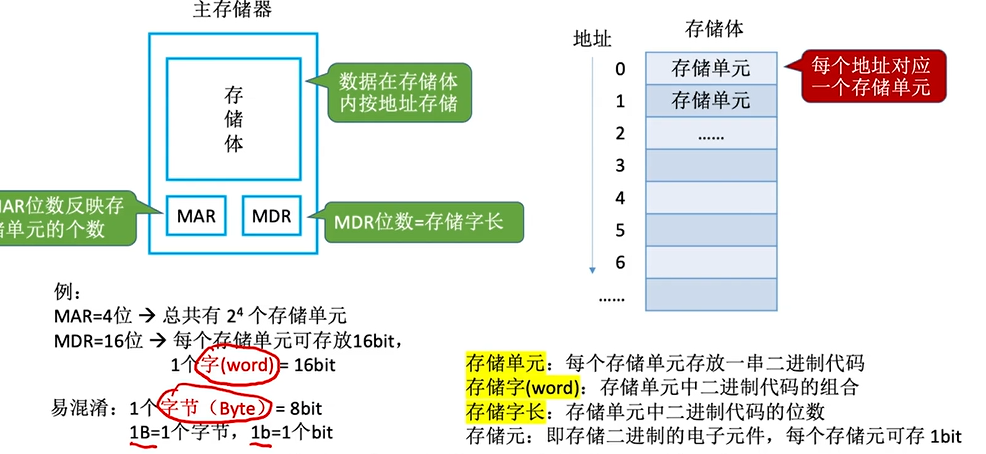 主存储器
存
储
体
数据在存储体
内按地址存储
MAR位数反映存
储单元的个数
MAR
MDR
MDR位数=存储字长
地址
存储体
0
存储单元
1
存储单元
2
……
3
4
5
6
……
每个地址对应
一个存储单元
例：
MAR=4位 → 总共有 2⁴ 个存储单元
MDR=16位 → 每个存储单元可存放16bit，
1个字(word) = 16bit
易混淆：1个字节（Byte）= 8bit
1B=1个字节，1b=1个bit
存储单元：每个存储单元存放一串二进制代码
存储字(word)：存储单元中二进制代码的组合
存储字长：存储单元中二进制代码的位数
存储元：即存储二进制的电子元件，每个存储元可存 1bit